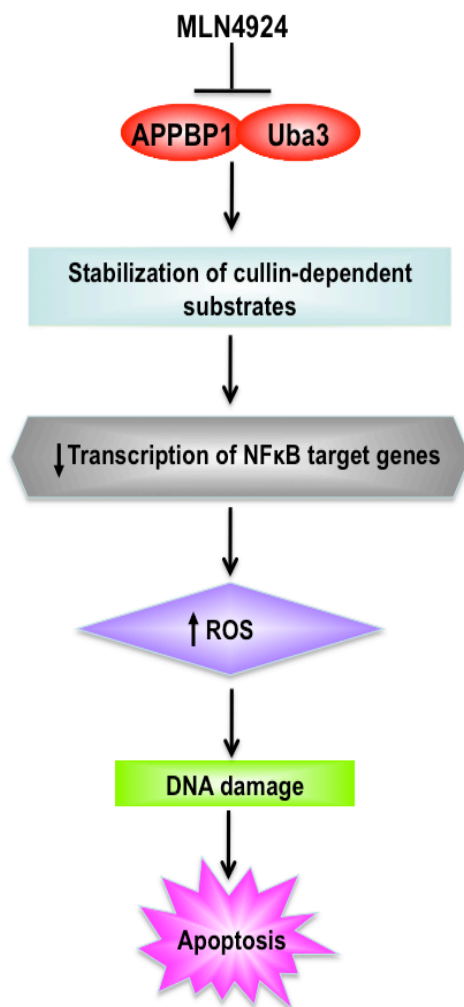 MLN4924
APPBP1 Uba3
Stabilization of cullin-dependent
substrates
↓ Transcription of NFκB target genes
↑ ROS
DNA damage
Apoptosis